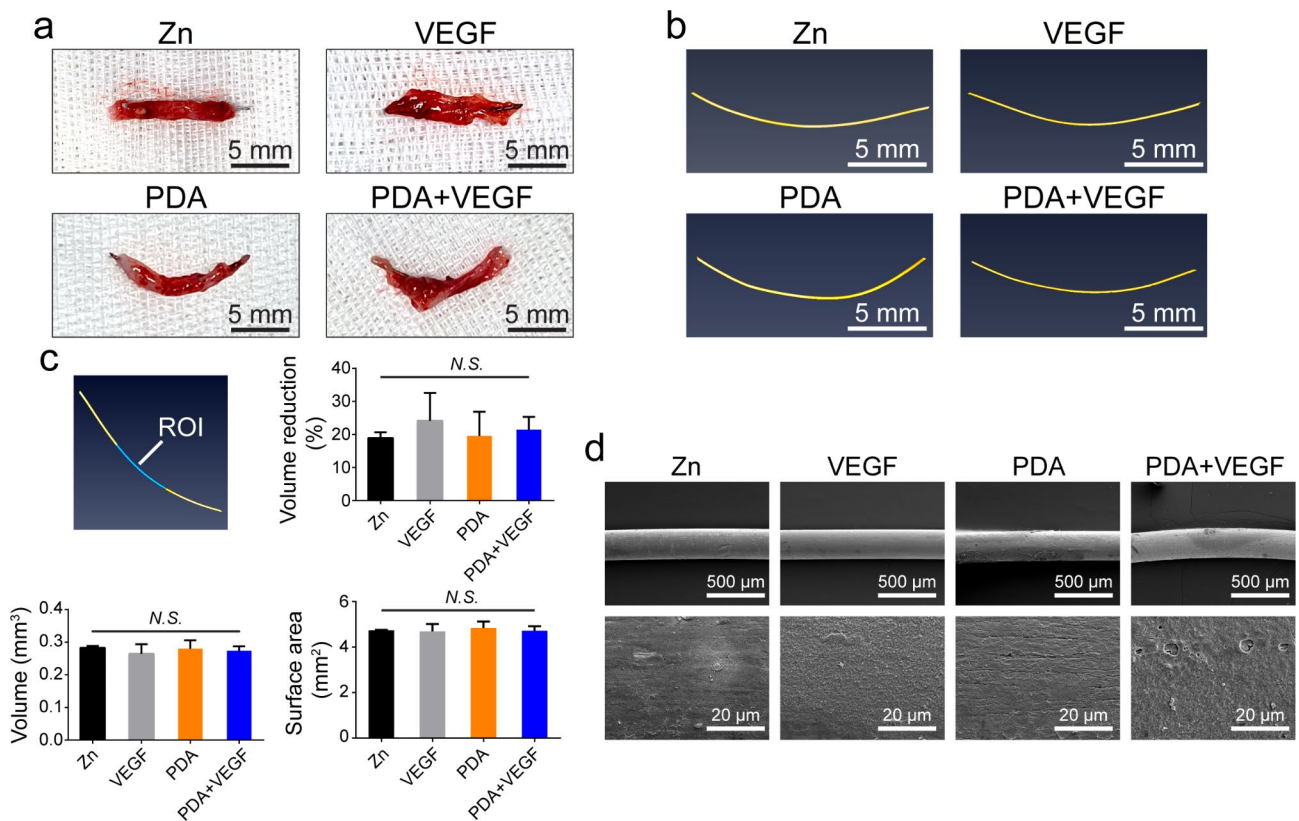 a
Zn
VEGF
5 mm
5 mm
PDA
PDA+VEGF
5 mm
5 mm
b
Zn
VEGF
5 mm
5 mm
PDA
PDA+VEGF
5 mm
5 mm
c
ROI
Volume reduction
(%)
40
30
20
10
0
N.S.
Zn
VEGF
PDA
PDA+VEGF
Volume (mm³)
0.4
0.3
0.2
0.1
0.0
N.S.
Zn
VEGF
PDA
PDA+VEGF
Surface area
(mm²)
6
4
2
0
N.S.
Zn
VEGF
PDA
PDA+VEGF
d
Zn
VEGF
PDA
PDA+VEGF
500 µm
500 µm
500 µm
500 µm
20 µm
20 µm
20 µm
20 µm